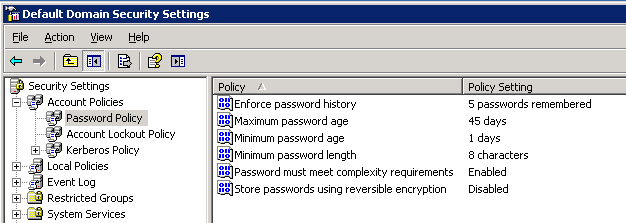 Default Domain Security Settings
File Action View Help
Security Settings
Account Policies
Password Policy
Account Lockout Policy
Kerberos Policy
Local Policies
Event Log
Restricted Groups
System Services
Policy Policy Setting
Enforce password history 5 passwords remembered
Maximum password age 45 days
Minimum password age 1 days
Minimum password length 8 characters
Password must meet complexity requirements Enabled
Store passwords using reversible encryption Disabled